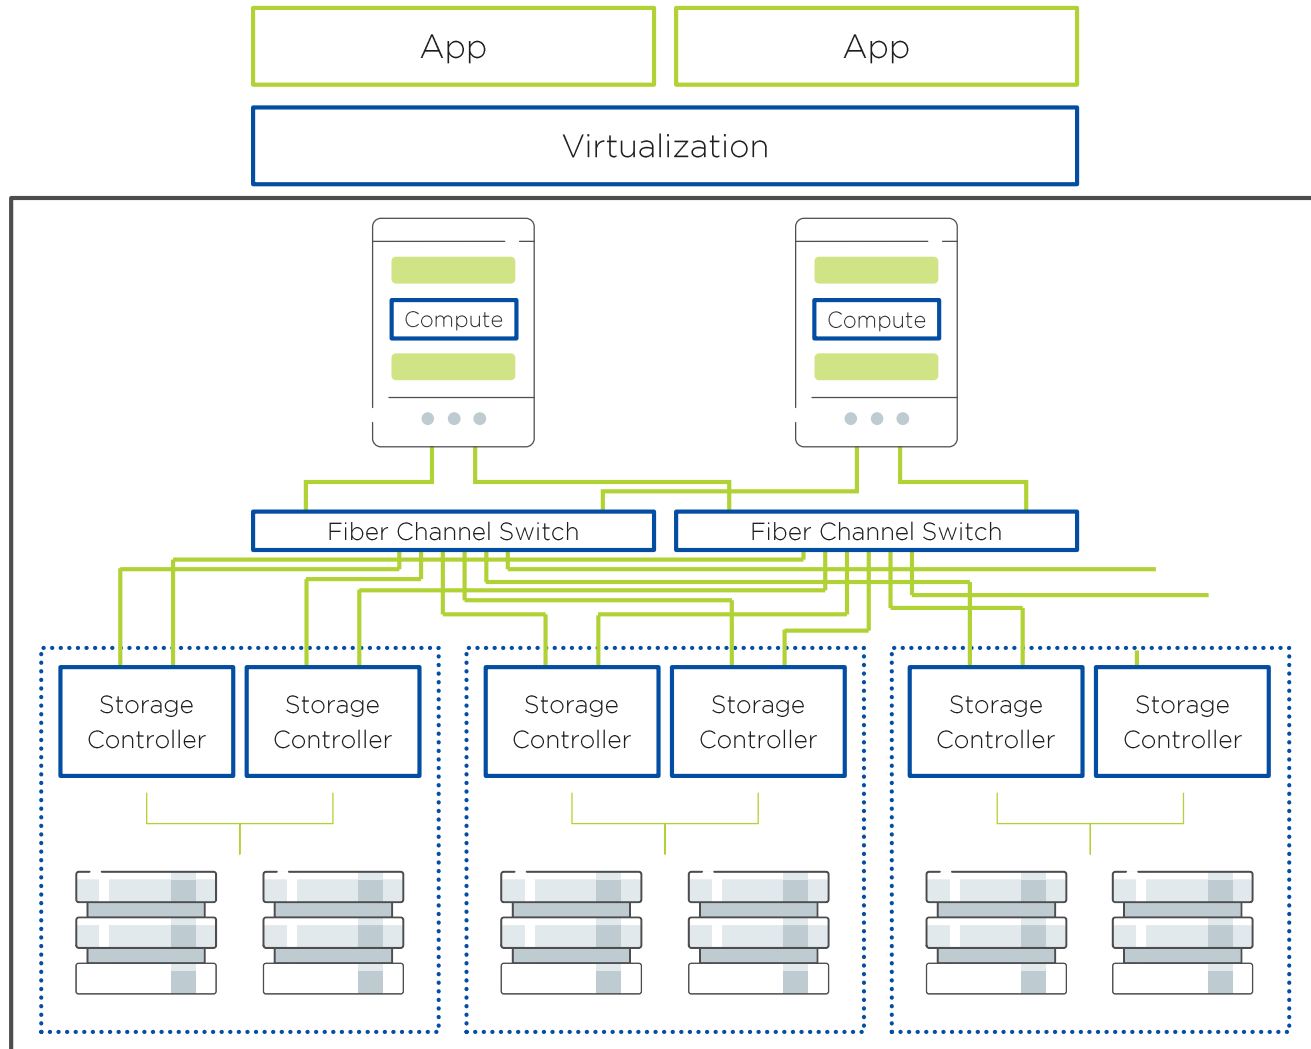 App
App
Virtualization
Compute
Compute
Fiber Channel Switch
Fiber Channel Switch
Storage
Controller
Storage
Controller
Storage
Controller
Storage
Controller
Storage
Controller
Storage
Controller